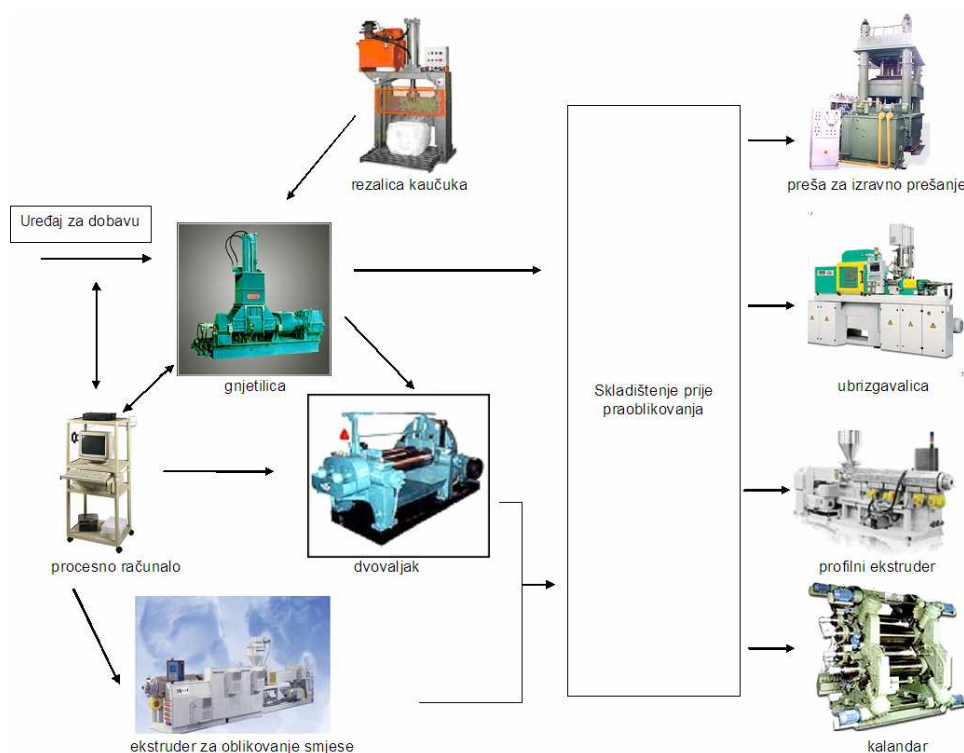 rezalica kaučuka
preša za izravno prešanje
Uređaj za dobavu
gnjetilica
ubrizgavalica
Skladištenje prije
praoblikovanja
procesno računalo
dvovaljak
profilni ekstruder
ekstruder za oblikovanje smjese
kalandar